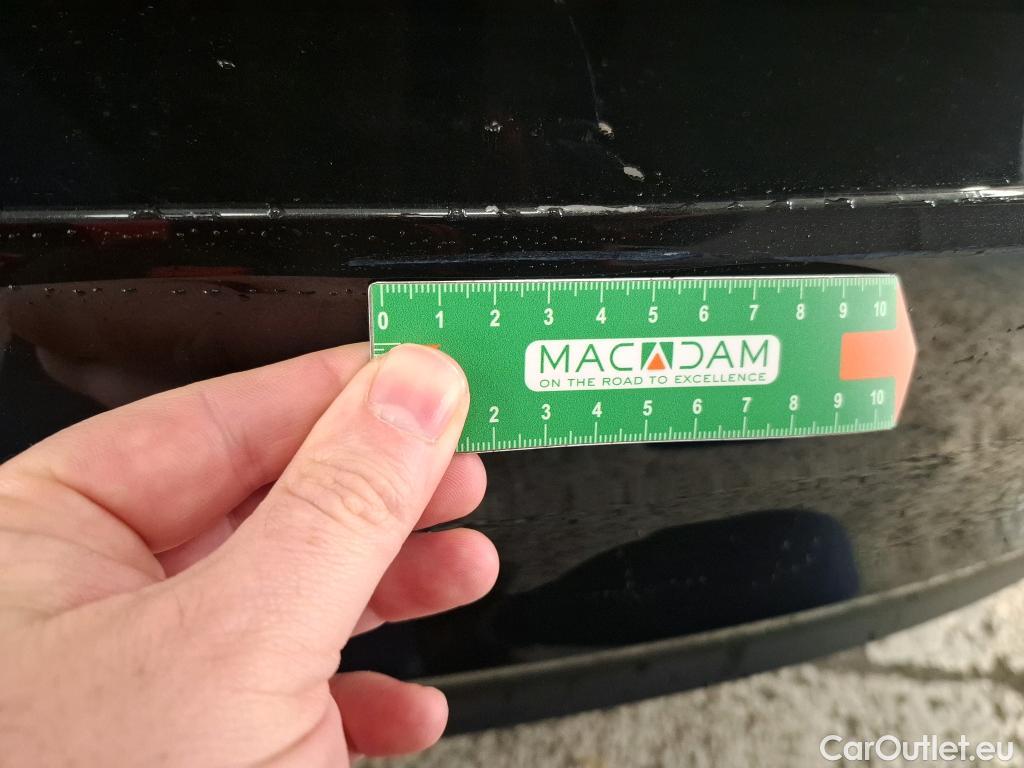 0 1 2 3 4 5 6 7 8 9 10
MACADAM
ON THE ROAD TO EXCELLENCE
2 3 4 5 6 7 8 9 10
CarOutlet.eu